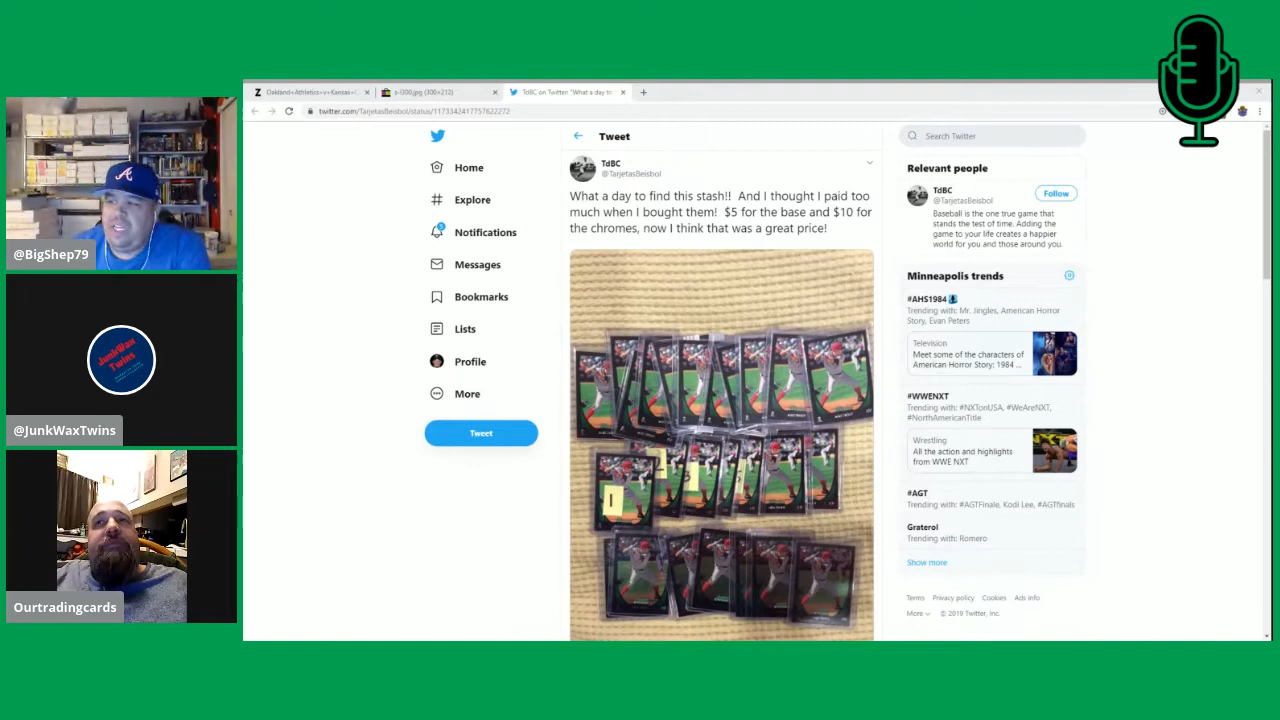 @BigShep79
JunkWax
Twins
@JunkWaxTwins
Ourtradingcards
s-l300.jpg (300×212)
twitter.com/TarjetasBeisbol/status/1173342417757622272
Home
Explore
Notifications
Messages
Bookmarks
Lists
Profile
More
Tweet
Tweet
TdBC
@TarjetasBeisbol
What a day to find this stash!! And I thought I paid too
much when I bought them! $5 for the base and $10 for
the chromes, now I think that was a great price!
Search Twitter
Relevant people
TdBC
@TarjetasBeisbol
Follow
Baseball is the one true game that
stands the test of time. Adding the
game to your life creates a happier
world for you and those around you.
Minneapolis trends
#AHS1984
Trending with: Mr. Jingles, American Horror
Story, Evan Peters
Television
Meet some of the characters of
American Horror Story: 1984 ...
#WWENXT
Trending with: #NXTonUSA, #WeAreNXT,
#NorthAmericanTitle
Wrestling
All the action and highlights
from WWE NXT
#AGT
Trending with: #AGTFinale, Kodi Lee, #AGTfinals
Graterol
Trending with: Romero
Show more
Terms Privacy policy Cookies Ads info
More © 2019 Twitter, Inc.